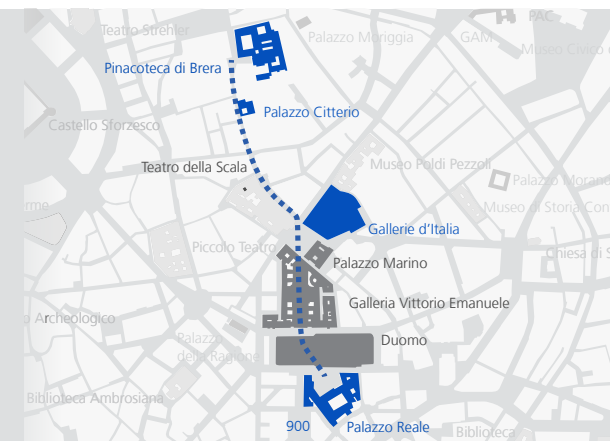 PAC
Teatro Strehler
Palazzo Moriggia
GAM
Museo Civico
Pinacoteca di Brera
Palazzo Citterio
Castello Sforzesco
Teatro della Scala
Museo Poldi Pezzoli
Palazzo Morand
Museo di Storia Con
Gallerie d'Italia
Piccolo Teatro
Palazzo Marino
Chiesa di S
Galleria Vittorio Emanuele
o Archeologico
Palazzo
della Ragione
Duomo
Biblioteca Ambrosiana
900
Palazzo Reale
Biblioteca